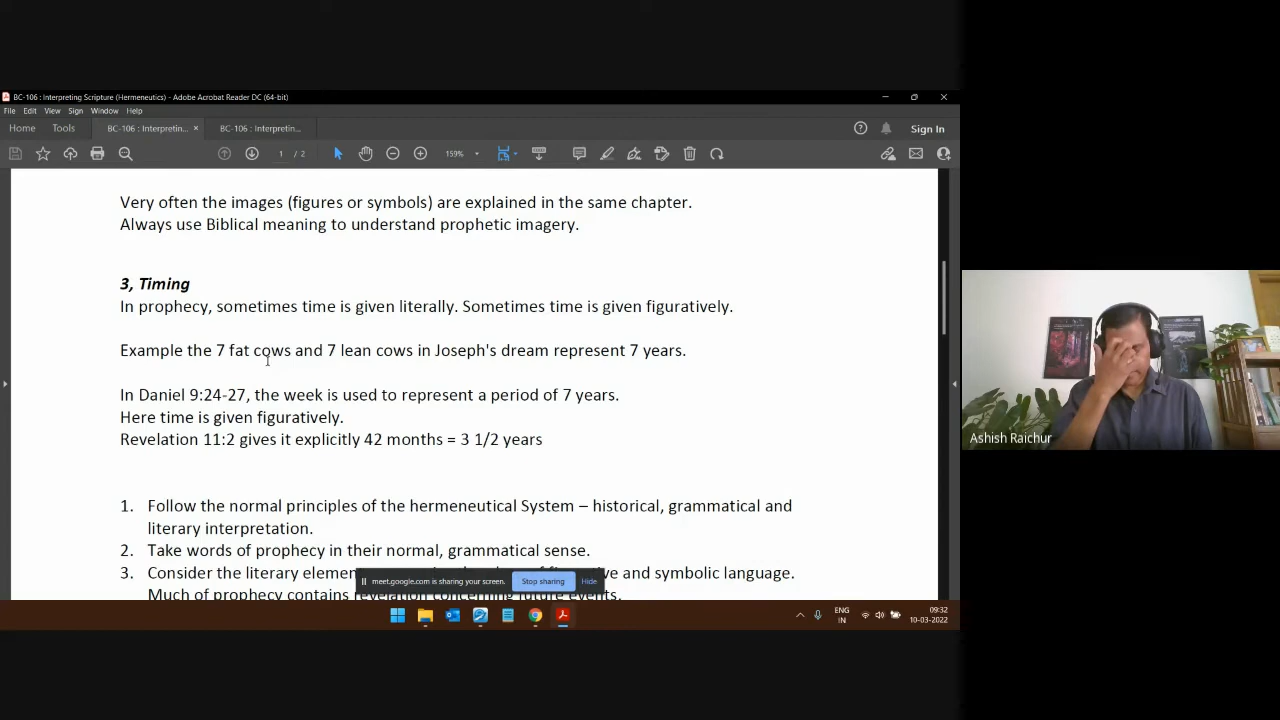 BC-106 : Interpreting Scripture (Hermeneutics) - Adobe Acrobat Reader DC (64-bit)
File Edit View Sign Window Help
Home Tools BC-106 : Interpretin... × BC-106 : Interpretin... Sign In
1 / 2 159%
Very often the images (figures or symbols) are explained in the same chapter.
Always use Biblical meaning to understand prophetic imagery.
3, Timing
In prophecy, sometimes time is given literally. Sometimes time is given figuratively.
Example the 7 fat cows and 7 lean cows in Joseph's dream represent 7 years.
In Daniel 9:24-27, the week is used to represent a period of 7 years.
Here time is given figuratively.
Revelation 11:2 gives it explicitly 42 months = 3 1/2 years
1. Follow the normal principles of the hermeneutical System – historical, grammatical and
literary interpretation.
2. Take words of prophecy in their normal, grammatical sense.
3. Consider the literary elemen and symbolic language.
Much of prophecy contains revelation concerning future events.
meet.google.com is sharing your screen. Stop sharing Hide
ENG
IN
09:32
10-03-2022
Ashish Raichur